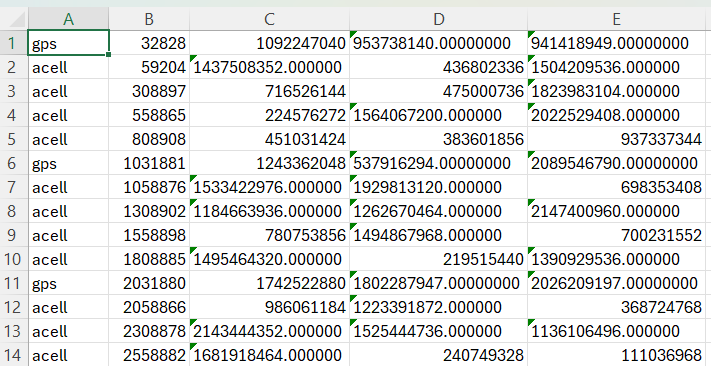 A B C D E
1 gps 32828 1092247040 953738140.00000000 941418949.00000000
2 acell 59204 1437508352.000000 436802336 1504209536.000000
3 acell 308897 716526144 475000736 1823983104.000000
4 acell 558865 224576272 1564067200.000000 2022529408.000000
5 acell 808908 451031424 383601856 937337344
6 gps 1031881 1243362048 537916294.00000000 2089546790.00000000
7 acell 1058876 1533422976.000000 1929813120.000000 698353408
8 acell 1308902 1184663936.000000 1262670464.000000 2147400960.000000
9 acell 1558898 780753856 1494867968.000000 700231552
10 acell 1808885 1495464320.000000 219515440 1390929536.000000
11 gps 2031880 1742522880 1802287947.00000000 2026209197.00000000
12 acell 2058866 986061184 1223391872.000000 368724768
13 acell 2308878 2143444352.000000 1525444736.000000 1136106496.000000
14 acell 2558882 1681918464.000000 240749328 111036968